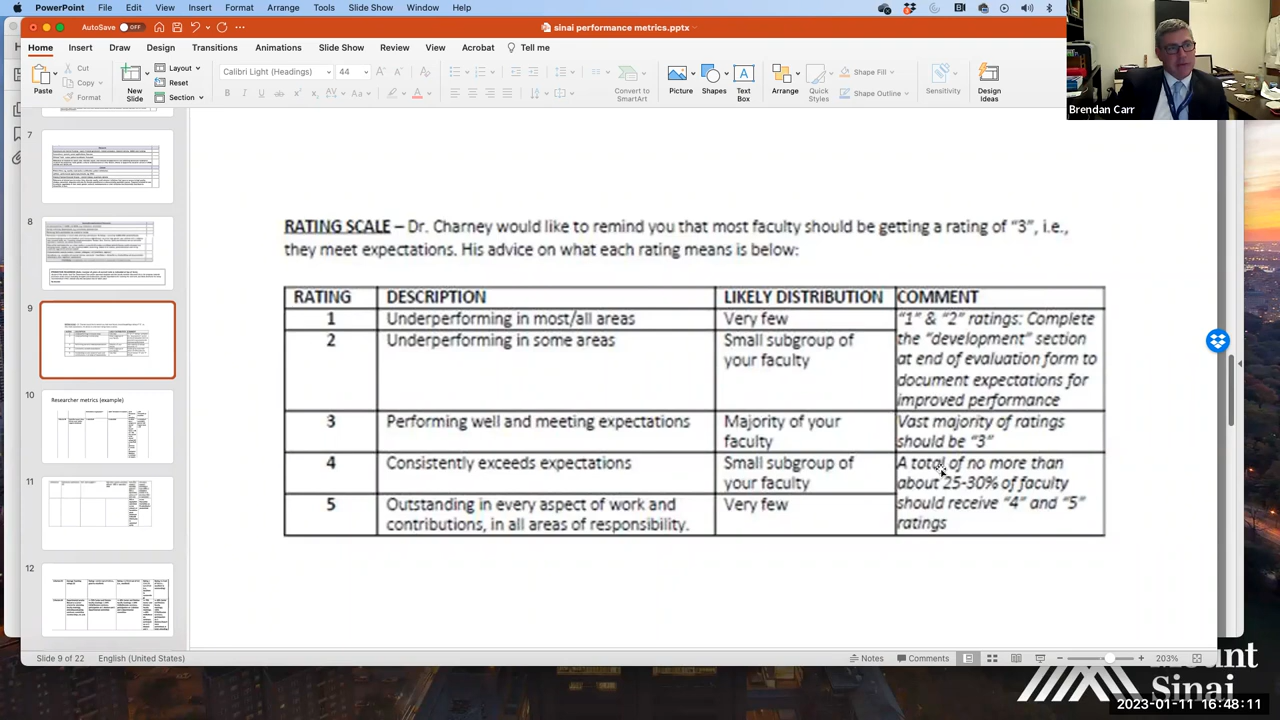 PowerPoint File Edit View Insert Format Arrange Tools Slide Show Window Help
AutoSave OFF sinai performance metrics.pptx
Home Insert Draw Design Transitions Animations Slide Show Review View Acrobat Tell me
Paste Cut Copy Format
New Slide Layout Reset Section
Calibri Light (Headings) 44
Convert to SmartArt
Picture Shapes Text Box Arrange Quick Styles Shape Fill Shape Outline Sensitivity Design Ideas
Brendan Carr
7
8
9
10
Researcher metrics (example)
11
12
RATING SCALE – Dr. Charney would like to remind you that most faculty should be getting a rating of “3”, i.e.,
they meet expectations. His advice on what each rating means is below:
RATING DESCRIPTION LIKELY DISTRIBUTION COMMENT
1 Underperforming in most/all areas Very few
2 Underperforming in some areas Small subgroup of
your faculty
“1” & “2” ratings: Complete
the “development” section
at end of evaluation form to
document expectations for
improved performance
3 Performing well and meeting expectations Majority of your
faculty
Vast majority of ratings
should be “3”
4 Consistently exceeds expectations Small subgroup of
your faculty
5 Outstanding in every aspect of work and
contributions, in all areas of responsibility.
Very few
A total of no more than
about 25-30% of faculty
should receive “4” and “5”
ratings
Slide 9 of 22 English (United States) Notes Comments 203%
Mount
Sinai
2023-01-11 16:48:11